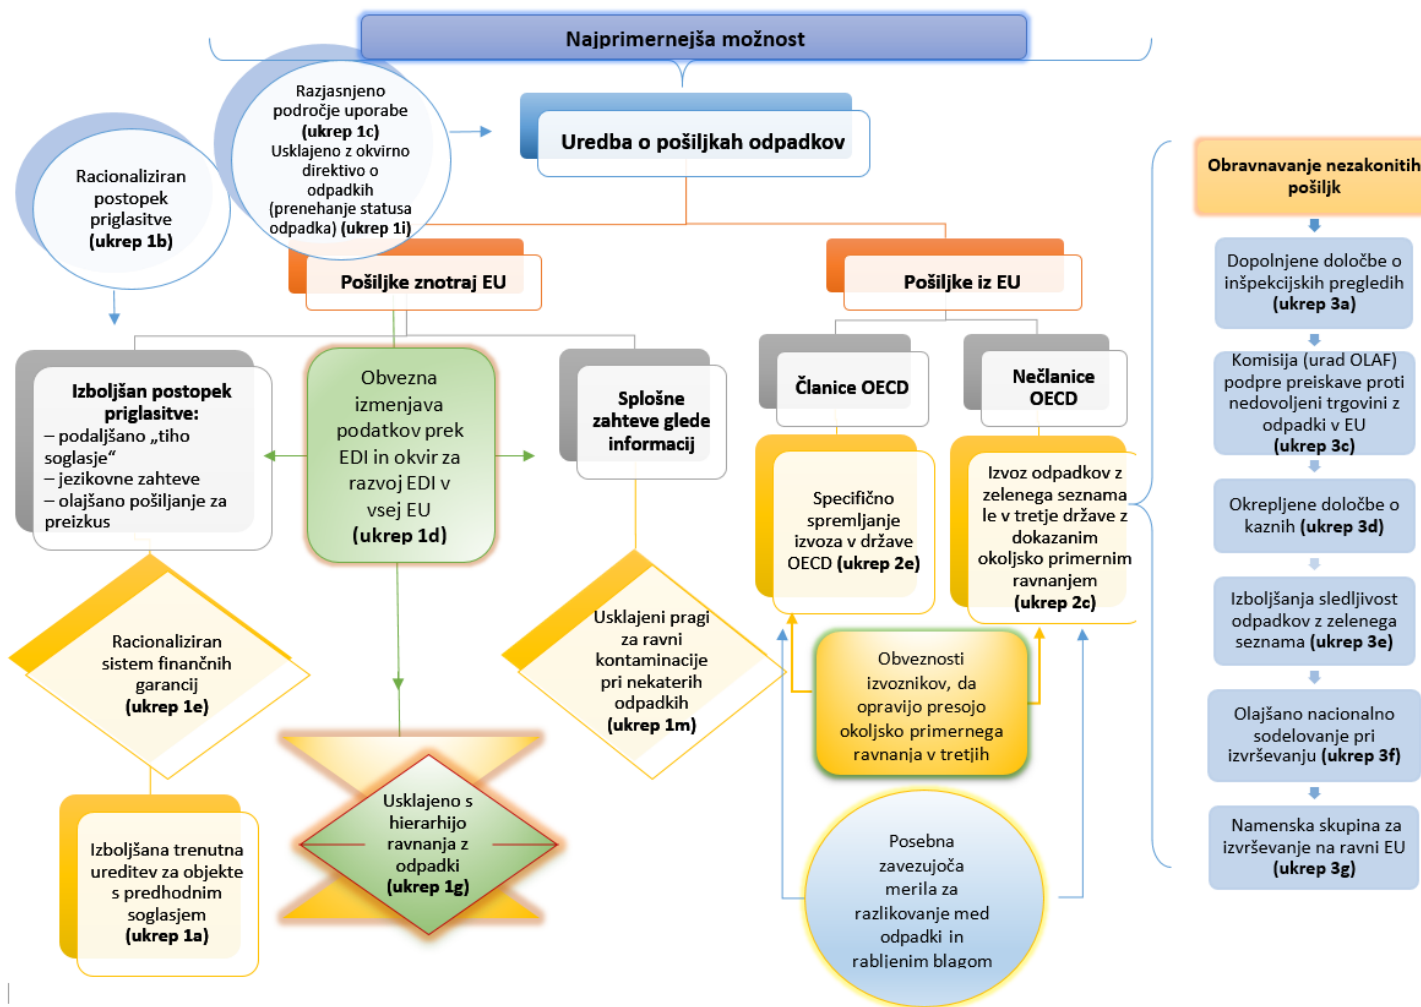 Najprimernejša možnost
Razjasnjeno
področje uporabe
(ukrep 1c)
Usklajeno z okvirno
direktivo o
odpadkih
(prenehanje statusa
odpadka) (ukrep 1i)
Uredba o pošiljkah odpadkov
Racionaliziran
postopek
priglasitve
(ukrep 1b)
Pošiljke znotraj EU
Pošiljke iz EU
Izboljšan postopek
priglasitve:
– podaljšano „tiho
soglasje“
– jezikovne zahteve
– olajšano pošiljanje za
preizkus
Obvezna
izmenjava
podatkov prek
EDI in okvir za
razvoj EDI v
vsej EU
(ukrep 1d)
Splošne
zahteve glede
informacij
Članice OECD
Nečlanice
OECD
Specifično
spremljanje
izvoza v države
OECD (ukrep 2e)
Izvoz odpadkov z
zelenega seznama
le v tretje države z
dokazanim
okoljsko primernim
ravnanjem
(ukrep 2c)
Racionaliziran
sistem finančnih
garancij
(ukrep 1e)
Usklajeni pragi
za ravni
kontaminacije
pri nekaterih
odpadkih
(ukrep 1m)
Obveznosti
izvoznikov, da
opravijo presojo
okoljsko primernega
ravnanja v tretjih
Izboljšana trenutna
ureditev za objekte
s predhodnim
soglasjem
(ukrep 1a)
Usklajeno s
hierarhijo
ravnanja z
odpadki
(ukrep 1g)
Posebna
zavezujoča
merila za
razlikovanje med
odpadki in
rabljenim blagom
Obravnavanje nezakonitih
pošiljk
Dopolnjene določbe o
inšpekcijskih pregledih
(ukrep 3a)
Komisija (urad OLAF)
podpre preiskave proti
nedovoljeni trgovini z
odpadki v EU
(ukrep 3c)
Okrepljene določbe o
kaznih (ukrep 3d)
Izboljšanja sledljivost
odpadkov z zelenega
seznama (ukrep 3e)
Olajšano nacionalno
sodelovanje pri
izvrševanju (ukrep 3f)
Namenska skupina za
izvrševanje na ravni EU
(ukrep 3g)